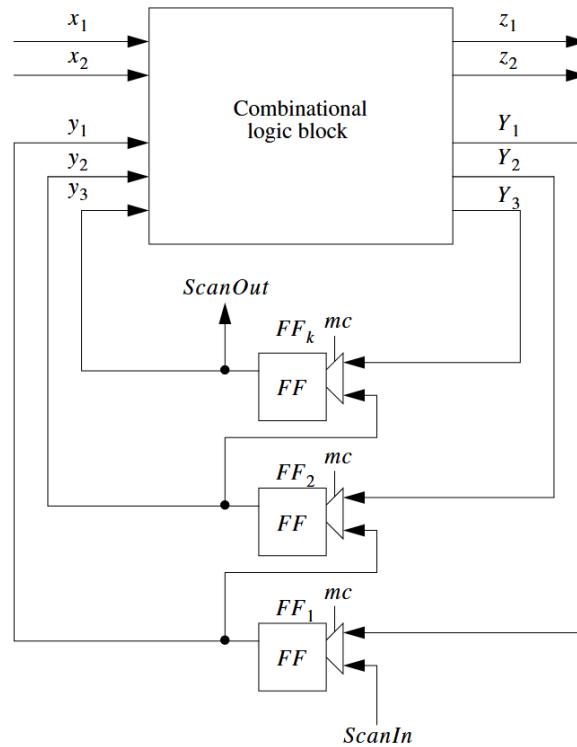 x₁ z₁
x₂ z₂
Combinational
logic block
y₁ Y₁
y₂ Y₂
y₃ Y₃
ScanOut
FFₖ mc
FF
FF₂ mc
FF
FF₁ mc
FF
ScanIn